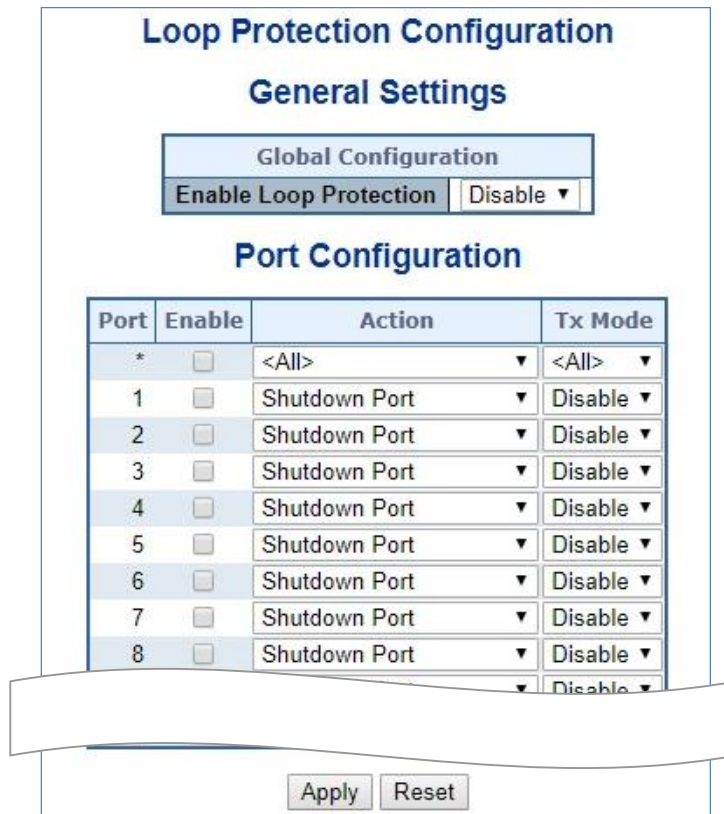 Loop Protection Configuration
General Settings
Global Configuration
Enable Loop Protection Disable
Port Configuration
Port Enable Action Tx Mode
* <All> <All>
1 Shutdown Port Disable
2 Shutdown Port Disable
3 Shutdown Port Disable
4 Shutdown Port Disable
5 Shutdown Port Disable
6 Shutdown Port Disable
7 Shutdown Port Disable
8 Shutdown Port Disable
Disable
Apply Reset